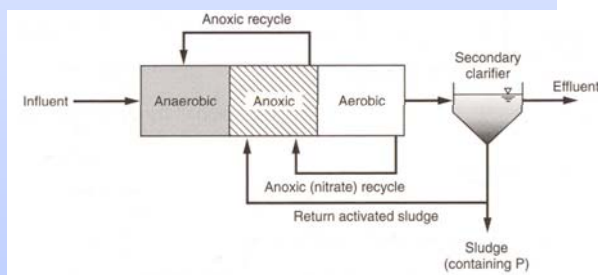 Anoxic recycle
Secondary
clarifier
Influent
Anaerobic
Anoxic
Aerobic
Effluent
Anoxic (nitrate) recycle
Return activated sludge
Sludge
(containing P)